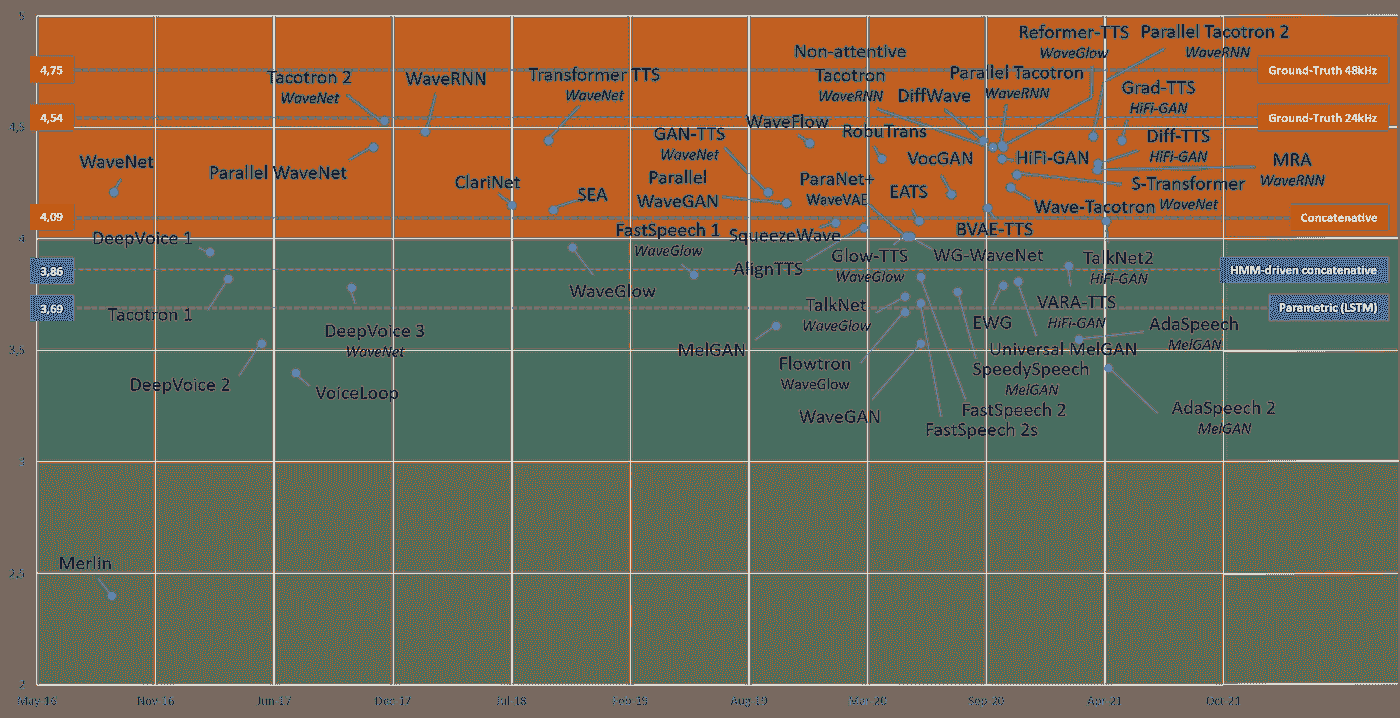 5
Reformer-TTS
WaveGlow
Parallel Tacotron 2
WaveRNN
Non-attentive
Tacotron
WaveRNN
4,75
Ground-Truth 48kHz
Tacotron 2
WaveNet
WaveRNN
Transformer TTS
WaveNet
Parallel Tacotron
WaveRNN
DiffWave
Grad-TTS
HiFi-GAN
4,54
Ground-Truth 24kHz
4,5
GAN-TTS
WaveNet
WaveFlow
RobuTrans
Diff-TTS
HiFi-GAN
WaveNet
Parallel WaveNet
VocGAN
HiFi-GAN
MRA
WaveRNN
ClariNet
SEA
Parallel
WaveGAN
ParaNet+
WaveVAE
EATS
S-Transformer
WaveNet
Wave-Tacotron
4,09
Concatenative
DeepVoice 1
FastSpeech 1
WaveGlow
SqueezeWave
BVAE-TTS
4
AlignTTS
Glow-TTS
WaveGlow
WG-WaveNet
TalkNet2
HiFi-GAN
3,86
HMM-driven concatenative
WaveGlow
3,69
Parametric (LSTM)
Tacotron 1
TalkNet
WaveGlow
VARA-TTS
HiFi-GAN
DeepVoice 3
WaveNet
EWG
AdaSpeech
MelGAN
3,5
MelGAN
Universal MelGAN
Flowtron
WaveGlow
SpeedySpeech
MelGAN
DeepVoice 2
VoiceLoop
WaveGAN
FastSpeech 2
FastSpeech 2s
AdaSpeech 2
MelGAN
3
Merlin
2,5
2
May 16
Nov 16
Jun 17
Dec 17
Jul 18
Feb 19
Aug 19
Mar 20
Sep 20
Apr 21
Oct 21